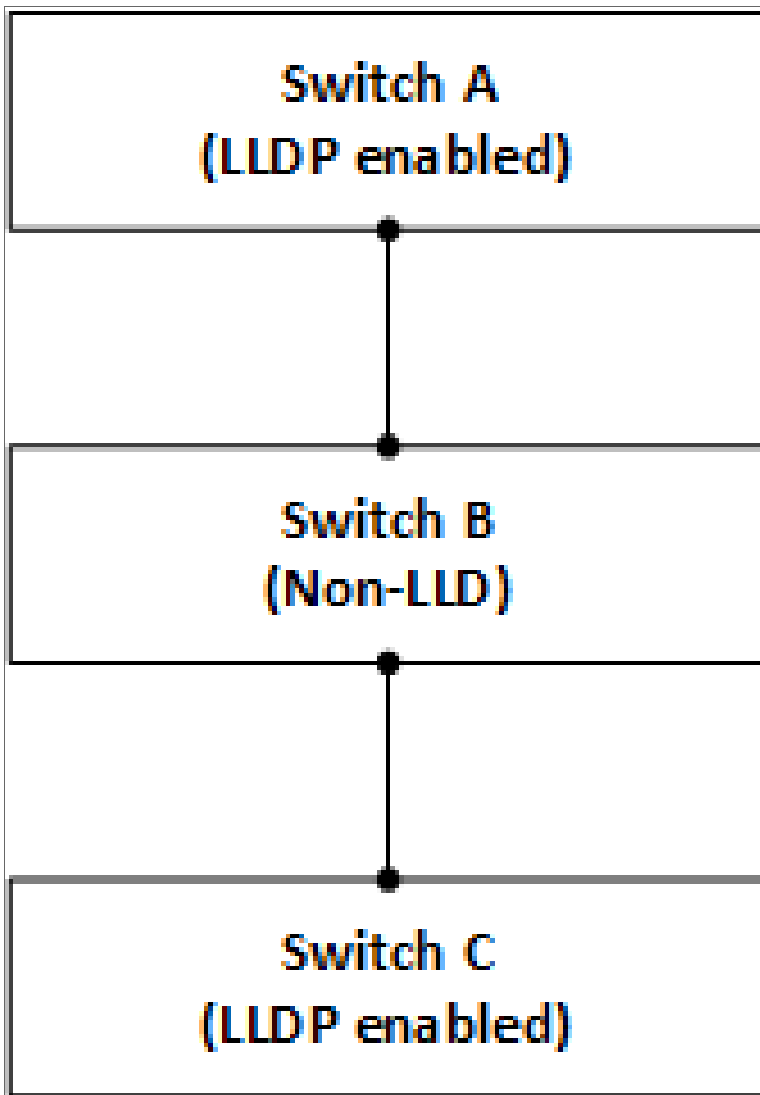 Switch A
(LLDP enabled)
Switch B
(Non-LLD)
Switch C
(LLDP enabled)